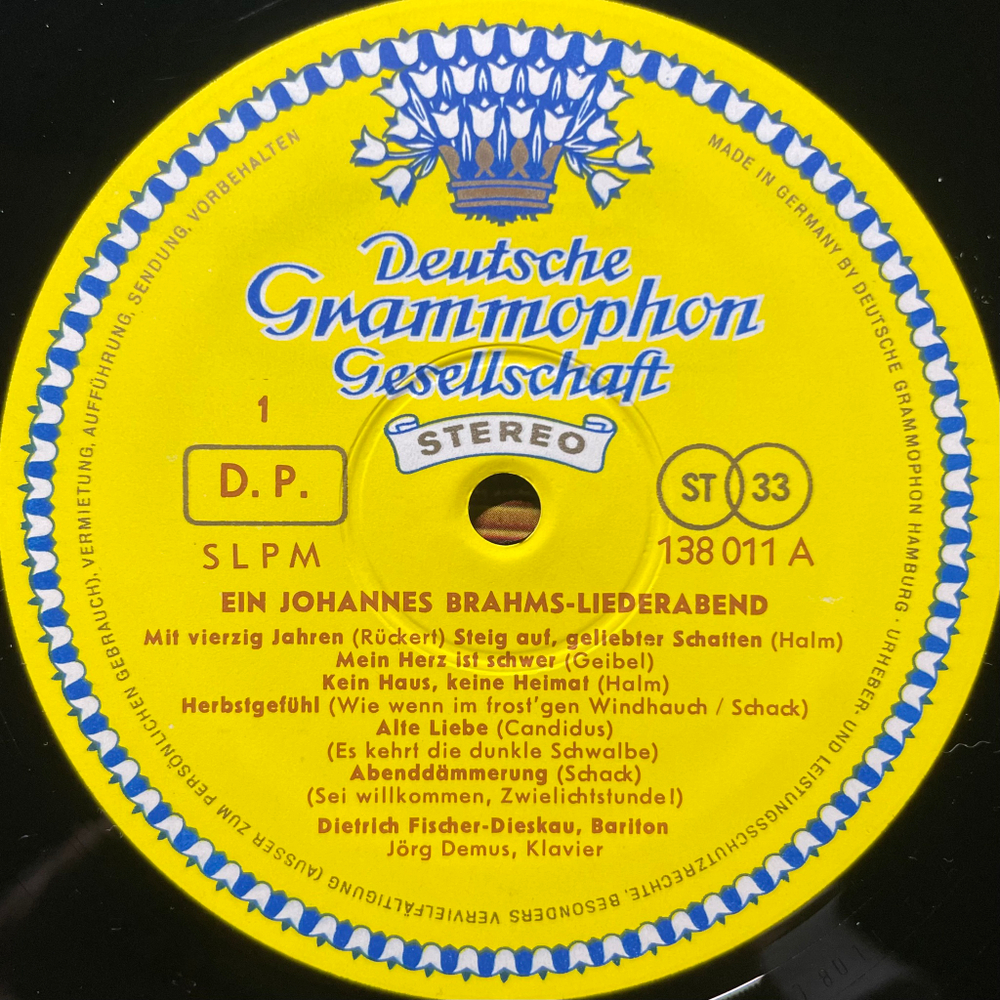 Deutsche
Grammophon
Gesellschaft
STEREO
1
D. P.
ST 33
SLPM
138 011 A
EIN JOHANNES BRAHMS-LIEDERABEND
Mit vierzig Jahren (Rückert) Steig auf, geliebter Schatten (Halm)
Mein Herz ist schwer (Geibel)
Kein Haus, keine Heimat (Halm)
Herbstgefühl (Wie wenn im frost'gen Windhauch / Schack)
Alte Liebe (Candidus)
(Es kehrt die dunkle Schwalbe)
Abenddämmerung (Schack)
(Sei willkommen, Zwielichtstunde!)
Dietrich Fischer-Dieskau, Bariton
Jörg Demus, Klavier
MADE IN GERMANY BY DEUTSCHE GRAMMOPHON HAMBURG · URHEBER- UND LEISTUNGSSCHUTZRECHTE, BESONDERS VERVIELFÄLTIGUNG (AUSSER ZUM PERSÖNLICHEN GEBRAUCH), VERMIETUNG, AUFFÜHRUNG, SENDUNG, VORBEHALTEN